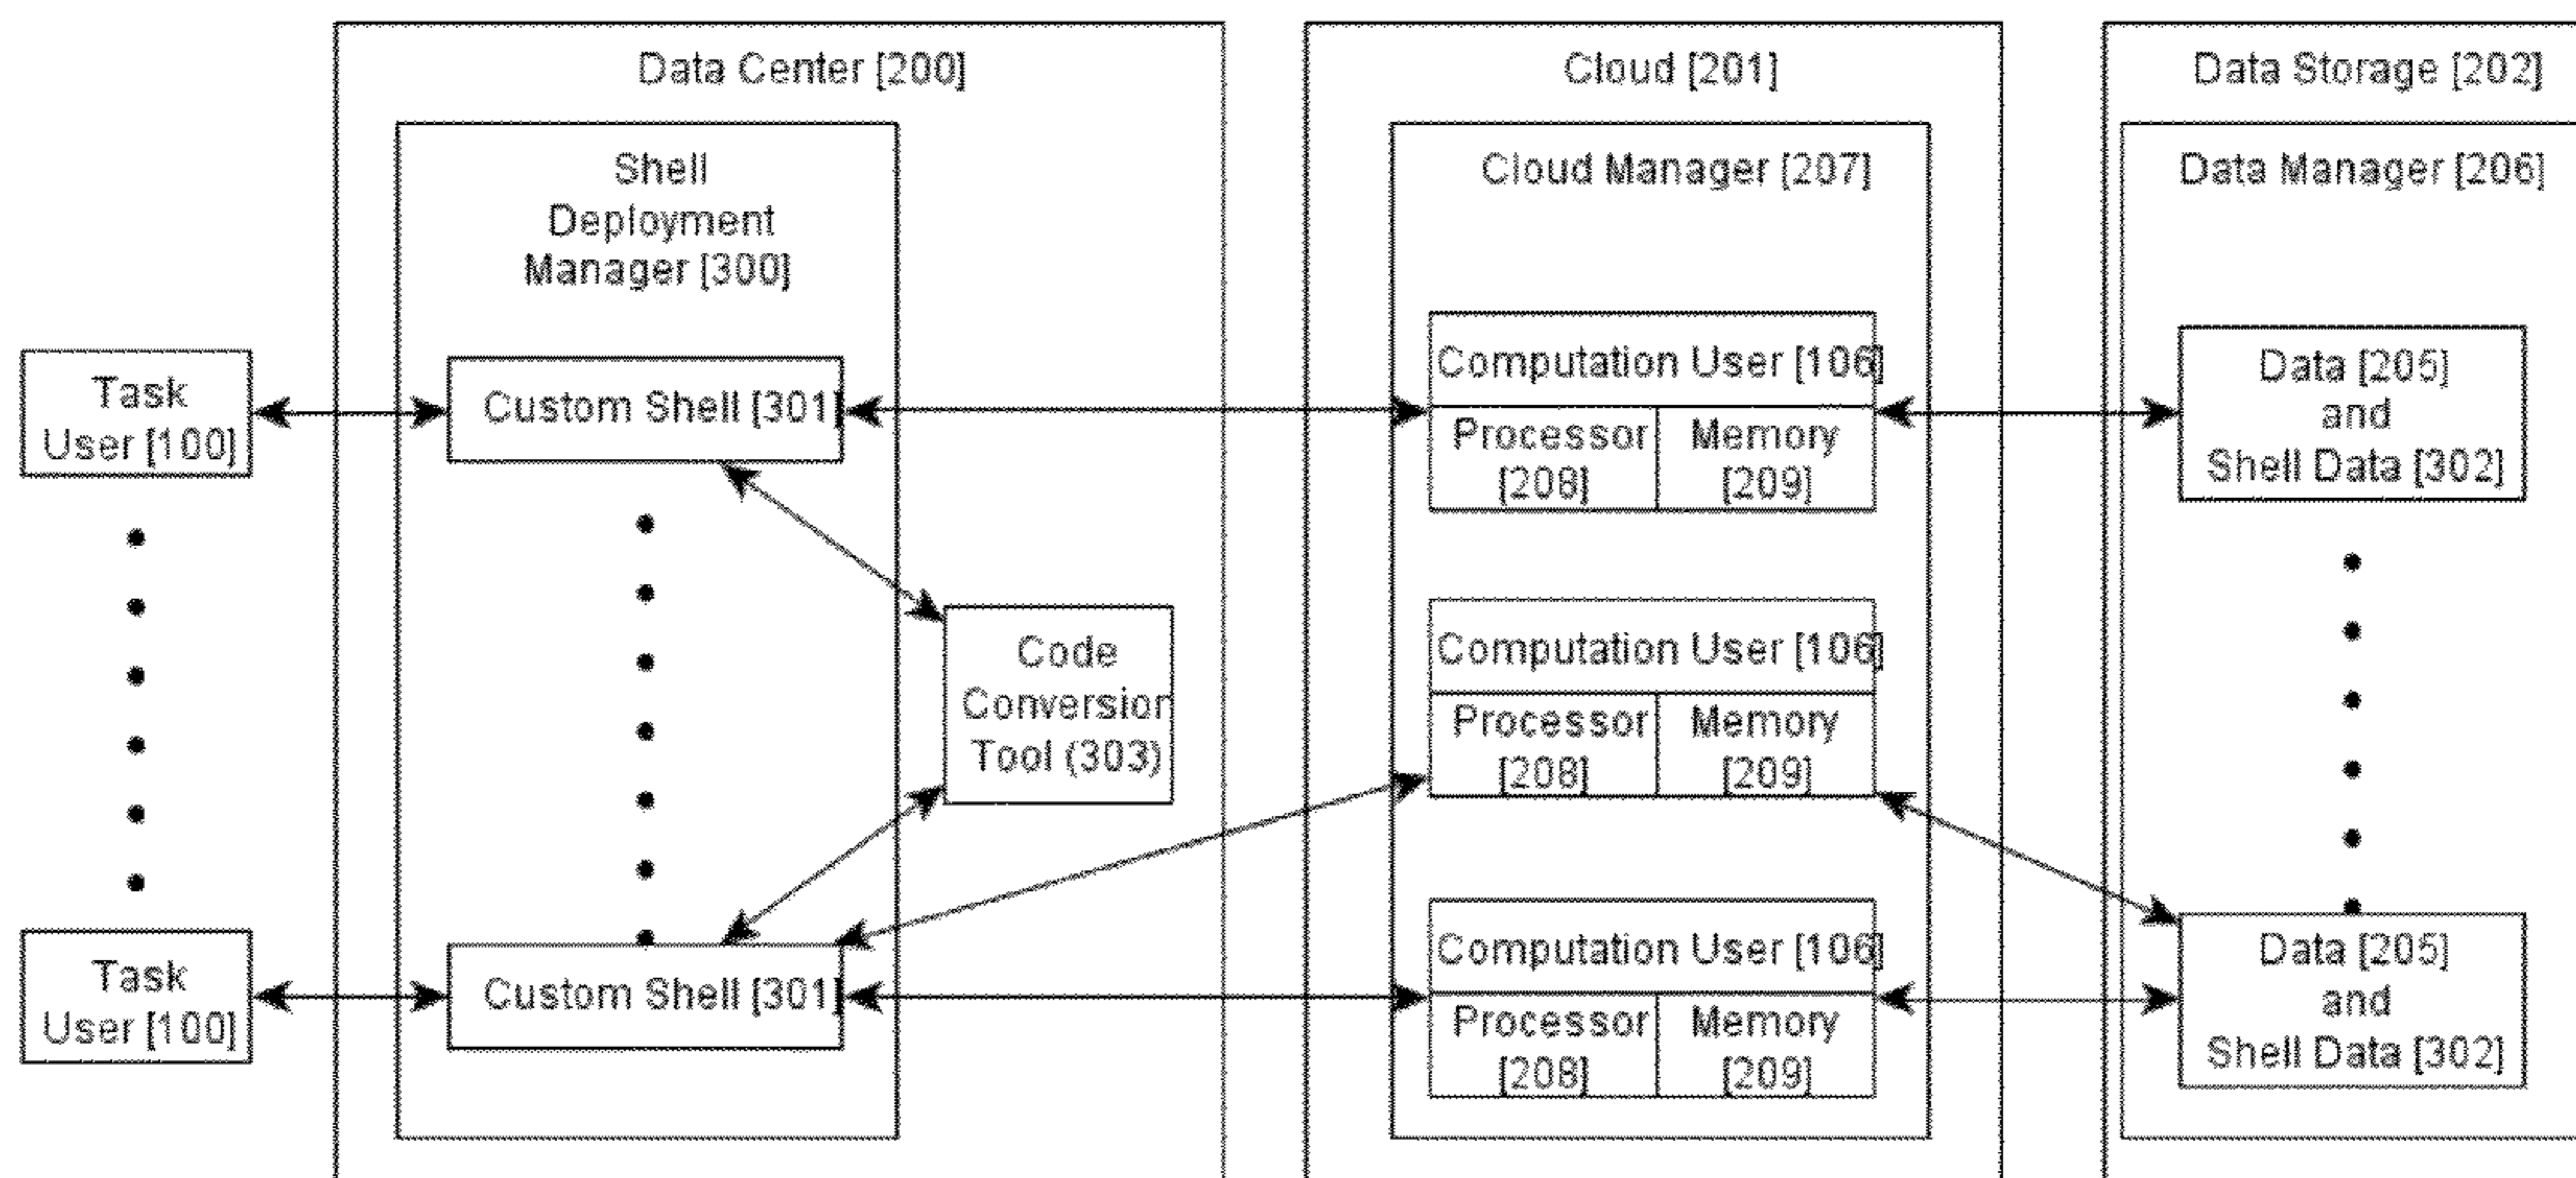 Data Center [200]
Shell
Deployment
Manager [300]
Task
User [100]
Custom Shell [301]
Code
Conversion
Tool (303)
Task
User [100]
Custom Shell [301]
Cloud [201]
Cloud Manager [207]
Computation User [106]
Processor
[208]
Memory
[209]
Computation User [106]
Processor
[208]
Memory
[209]
Computation User [106]
Processor
[208]
Memory
[209]
Data Storage [202]
Data Manager [206]
Data [205]
and
Shell Data [302]
Data [205]
and
Shell Data [302]